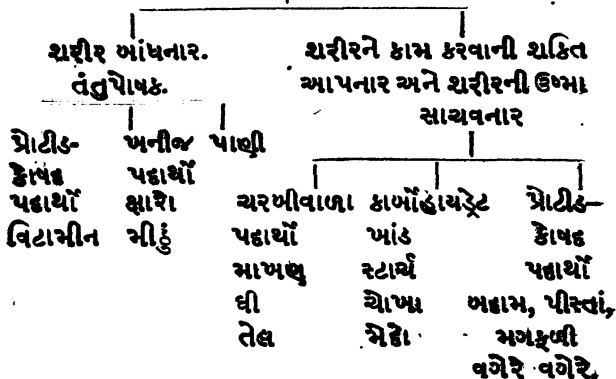 શરીર બાંધનાર.
તંતુપોષક.
શરીરને કામ કરવાની શક્તિ
આપનાર અને શરીરની ઉષ્મા
સાચવનાર
પ્રોટીડ-
કૌષદ
પદાર્થો
વિટામીન
ખનીજ
પદાર્થો
ક્ષારો
મીઠું
પાણી
ચરબીવાળા
પદાર્થો
માખણ
ઘી
તેલ
કાર્બોહાયડ્રેટ
ખાંડ
સ્ટાર્ચ
ચોખા
મેંદો
પ્રોટીડ-
કૌષદ
પદાર્થો
બદામ, પીસ્તાં,
મગફળી
વગેરે વગેરે.